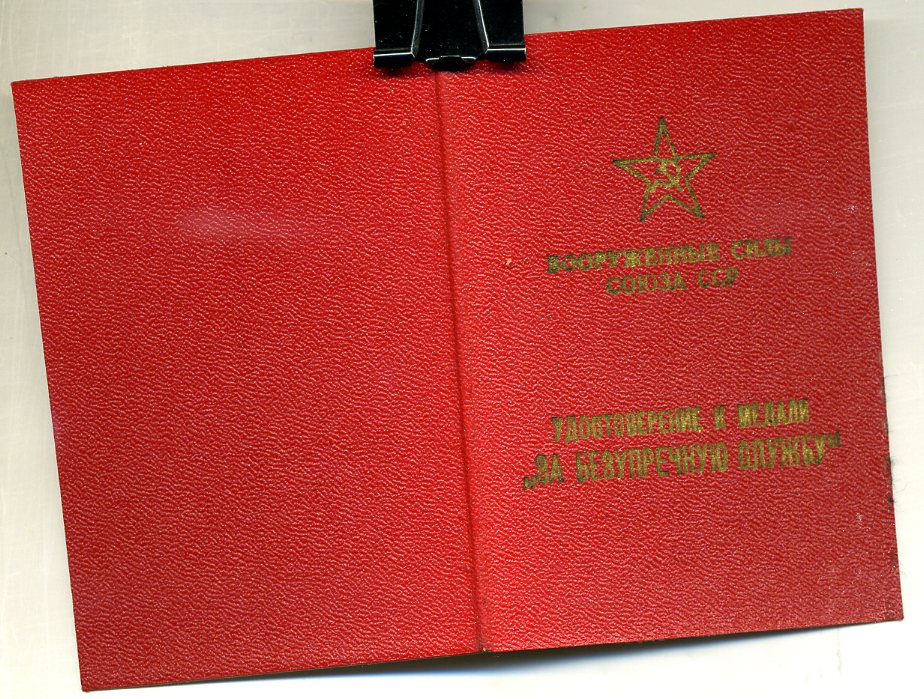 ВООРУЖЕННЫЕ СИЛЫ
СОЮЗА ССР
УДОСТОВЕРЕНИЕ К МЕДАЛИ
„ЗА БЕЗУПРЕЧНУЮ СЛУЖБУ“